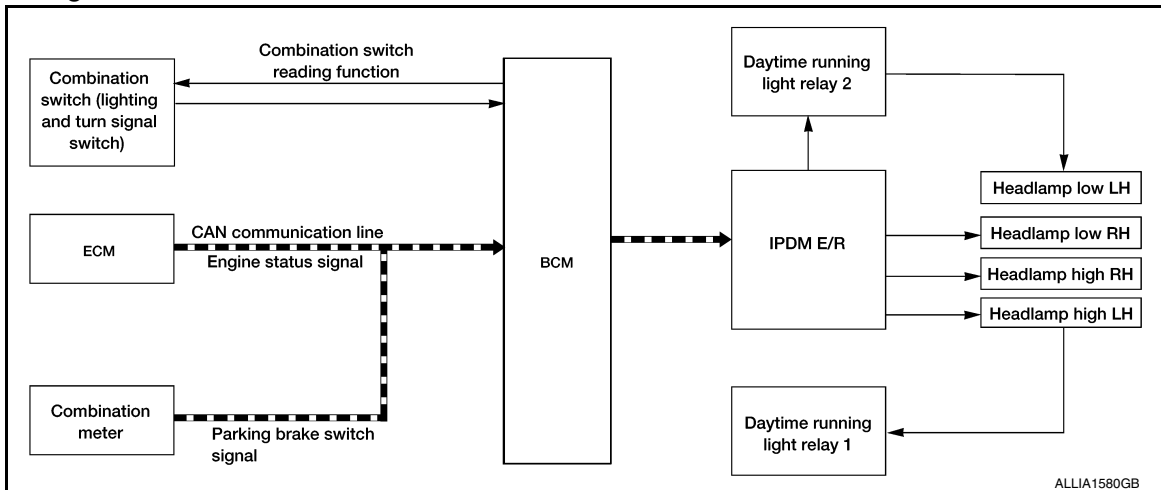 Combination switch
reading function
Combination
switch (lighting
and turn signal
switch)
ECM
CAN communication line
Engine status signal
Combination
meter
Parking brake switch
signal
BCM
IPDM E/R
Daytime running
light relay 2
Headlamp low LH
Headlamp low RH
Headlamp high RH
Headlamp high LH
Daytime running
light relay 1
ALLIA1580GB